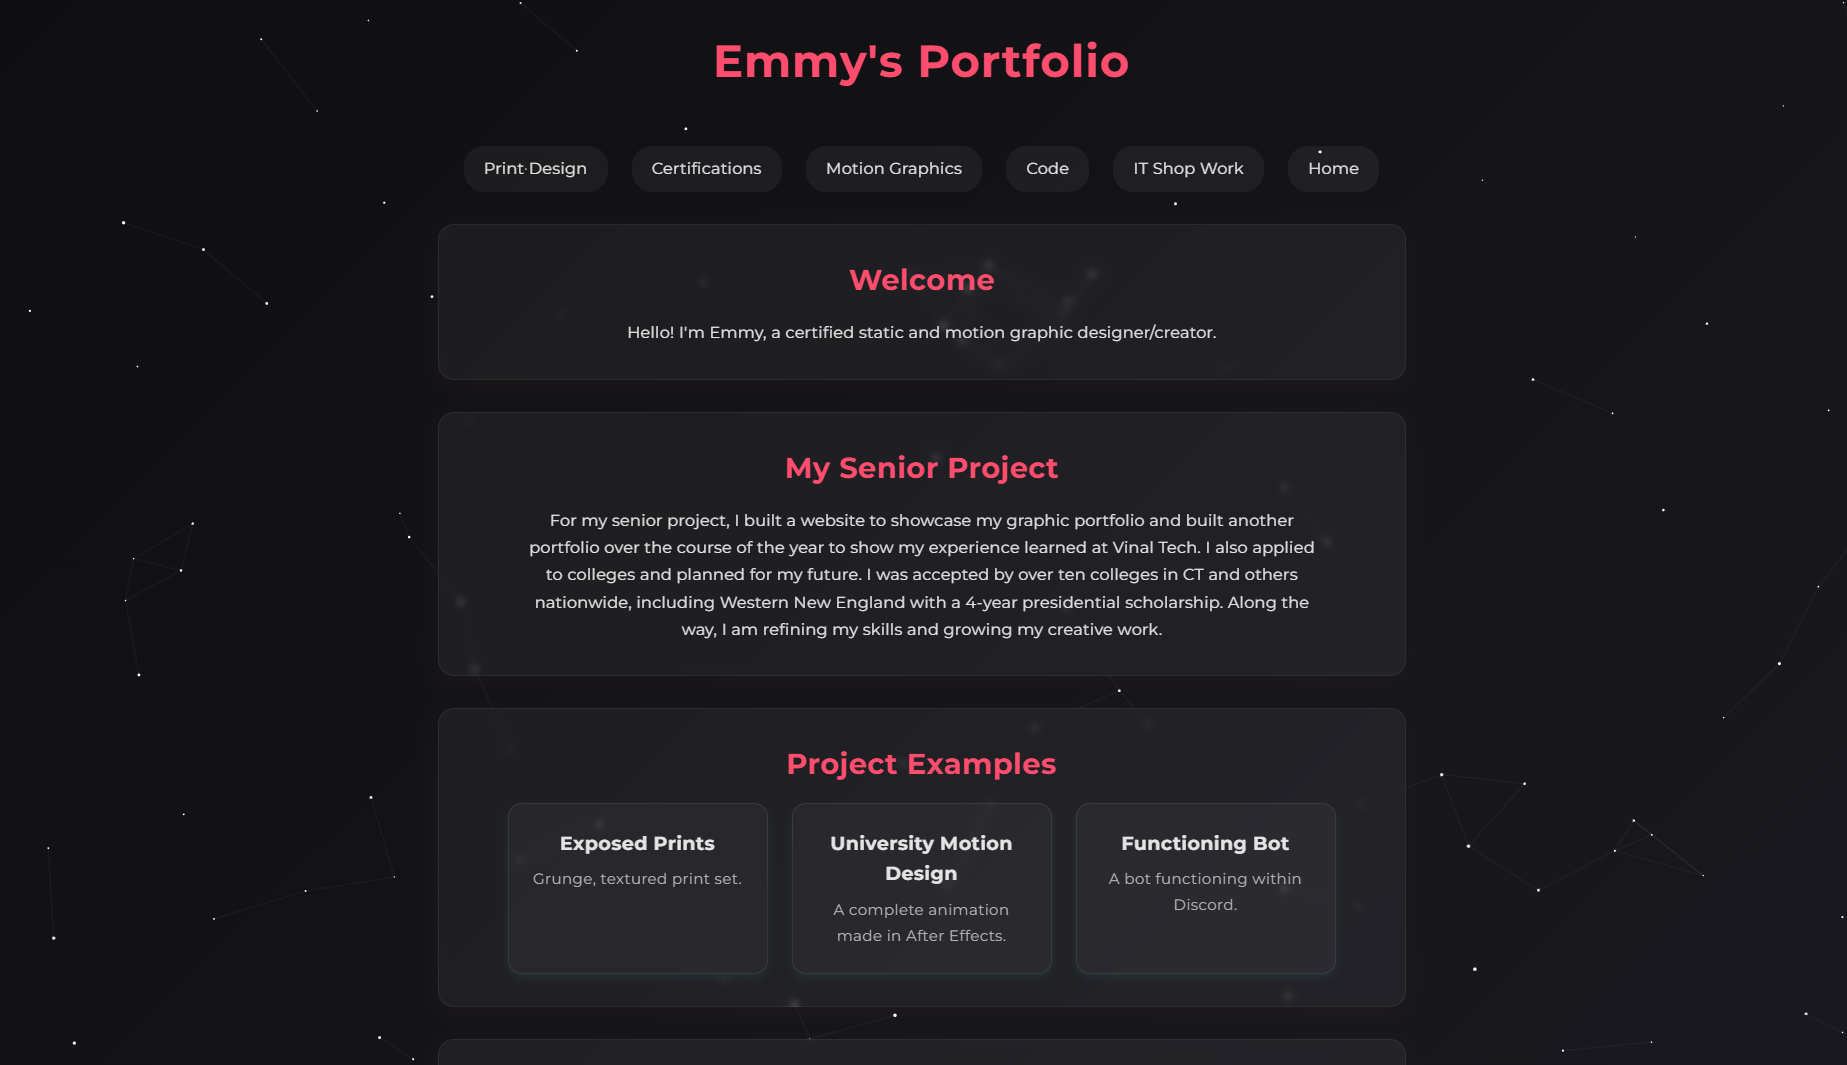 Emmy's Portfolio
Print Design
Certifications
Motion Graphics
Code
IT Shop Work
Home
Welcome
Hello! I'm Emmy, a certified static and motion graphic designer/creator.
My Senior Project
For my senior project, I built a website to showcase my graphic portfolio and built another
portfolio over the course of the year to show my experience learned at Vinal Tech. I also applied
to colleges and planned for my future. I was accepted by over ten colleges in CT and others
nationwide, including Western New England with a 4-year presidential scholarship. Along the
way, I am refining my skills and growing my creative work.
Project Examples
Exposed Prints
Grunge, textured print set.
University Motion
Design
A complete animation
made in After Effects.
Functioning Bot
A bot functioning within
Discord.